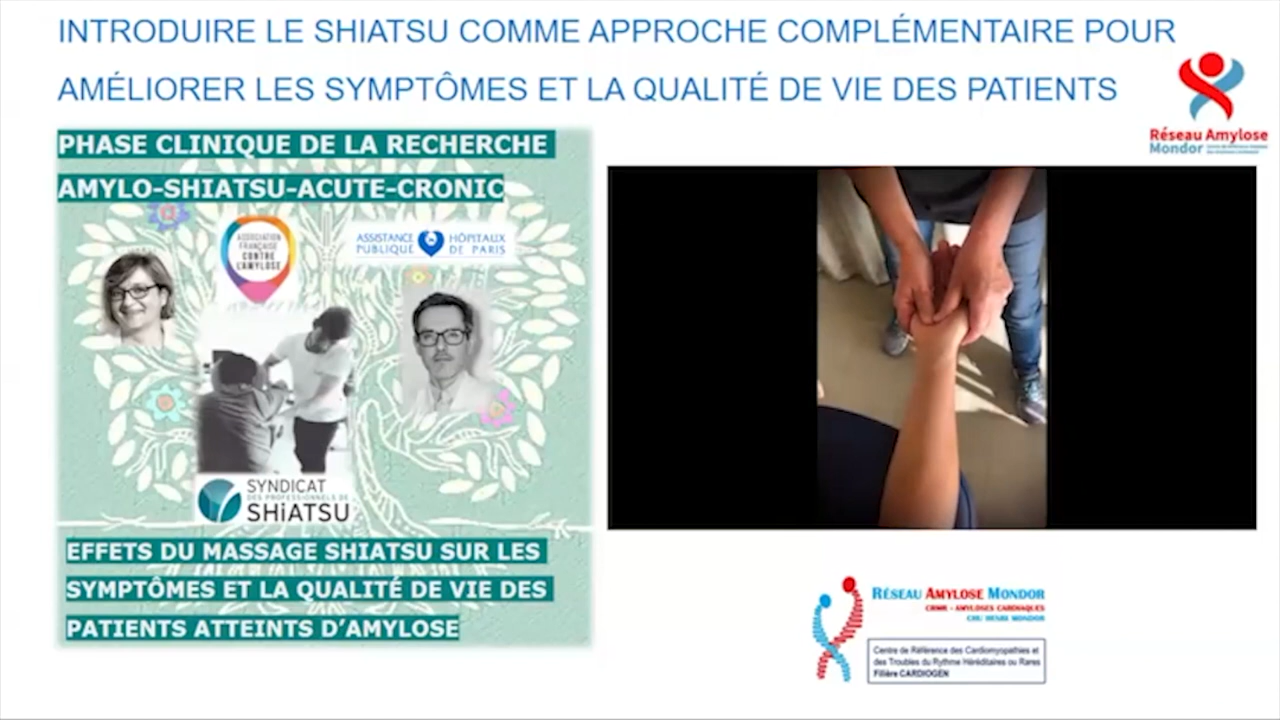 INTRODUIRE LE SHIATSU COMME APPROCHE COMPLÉMENTAIRE POUR
AMÉLIORER LES SYMPTÔMES ET LA QUALITÉ DE VIE DES PATIENTS
Réseau Amylose
Mondor
PHASE CLINIQUE DE LA RECHERCHE
AMYLO-SHIATSU-ACUTE-CRONIC
ASSOCIATION
FRANÇAISE
CONTRE
L'AMYLOSE
ASSISTANCE HÔPITAUX
PUBLIQUE DE PARIS
SYNDICAT
DES PROFESSIONNELS DE
SHiATSU
EFFETS DU MASSAGE SHIATSU SUR LES
SYMPTÔMES ET LA QUALITÉ DE VIE DES
PATIENTS ATTEINTS D'AMYLOSE
RÉSEAU AMYLOSE MONDOR
CRMR - AMYLOSES CARDIAQUES
CHU HENRI MONDOR
Centre de Référence des Cardiomyopathies et
des Troubles du Rythme Héréditaires ou Rares
Filière CARDIOGEN